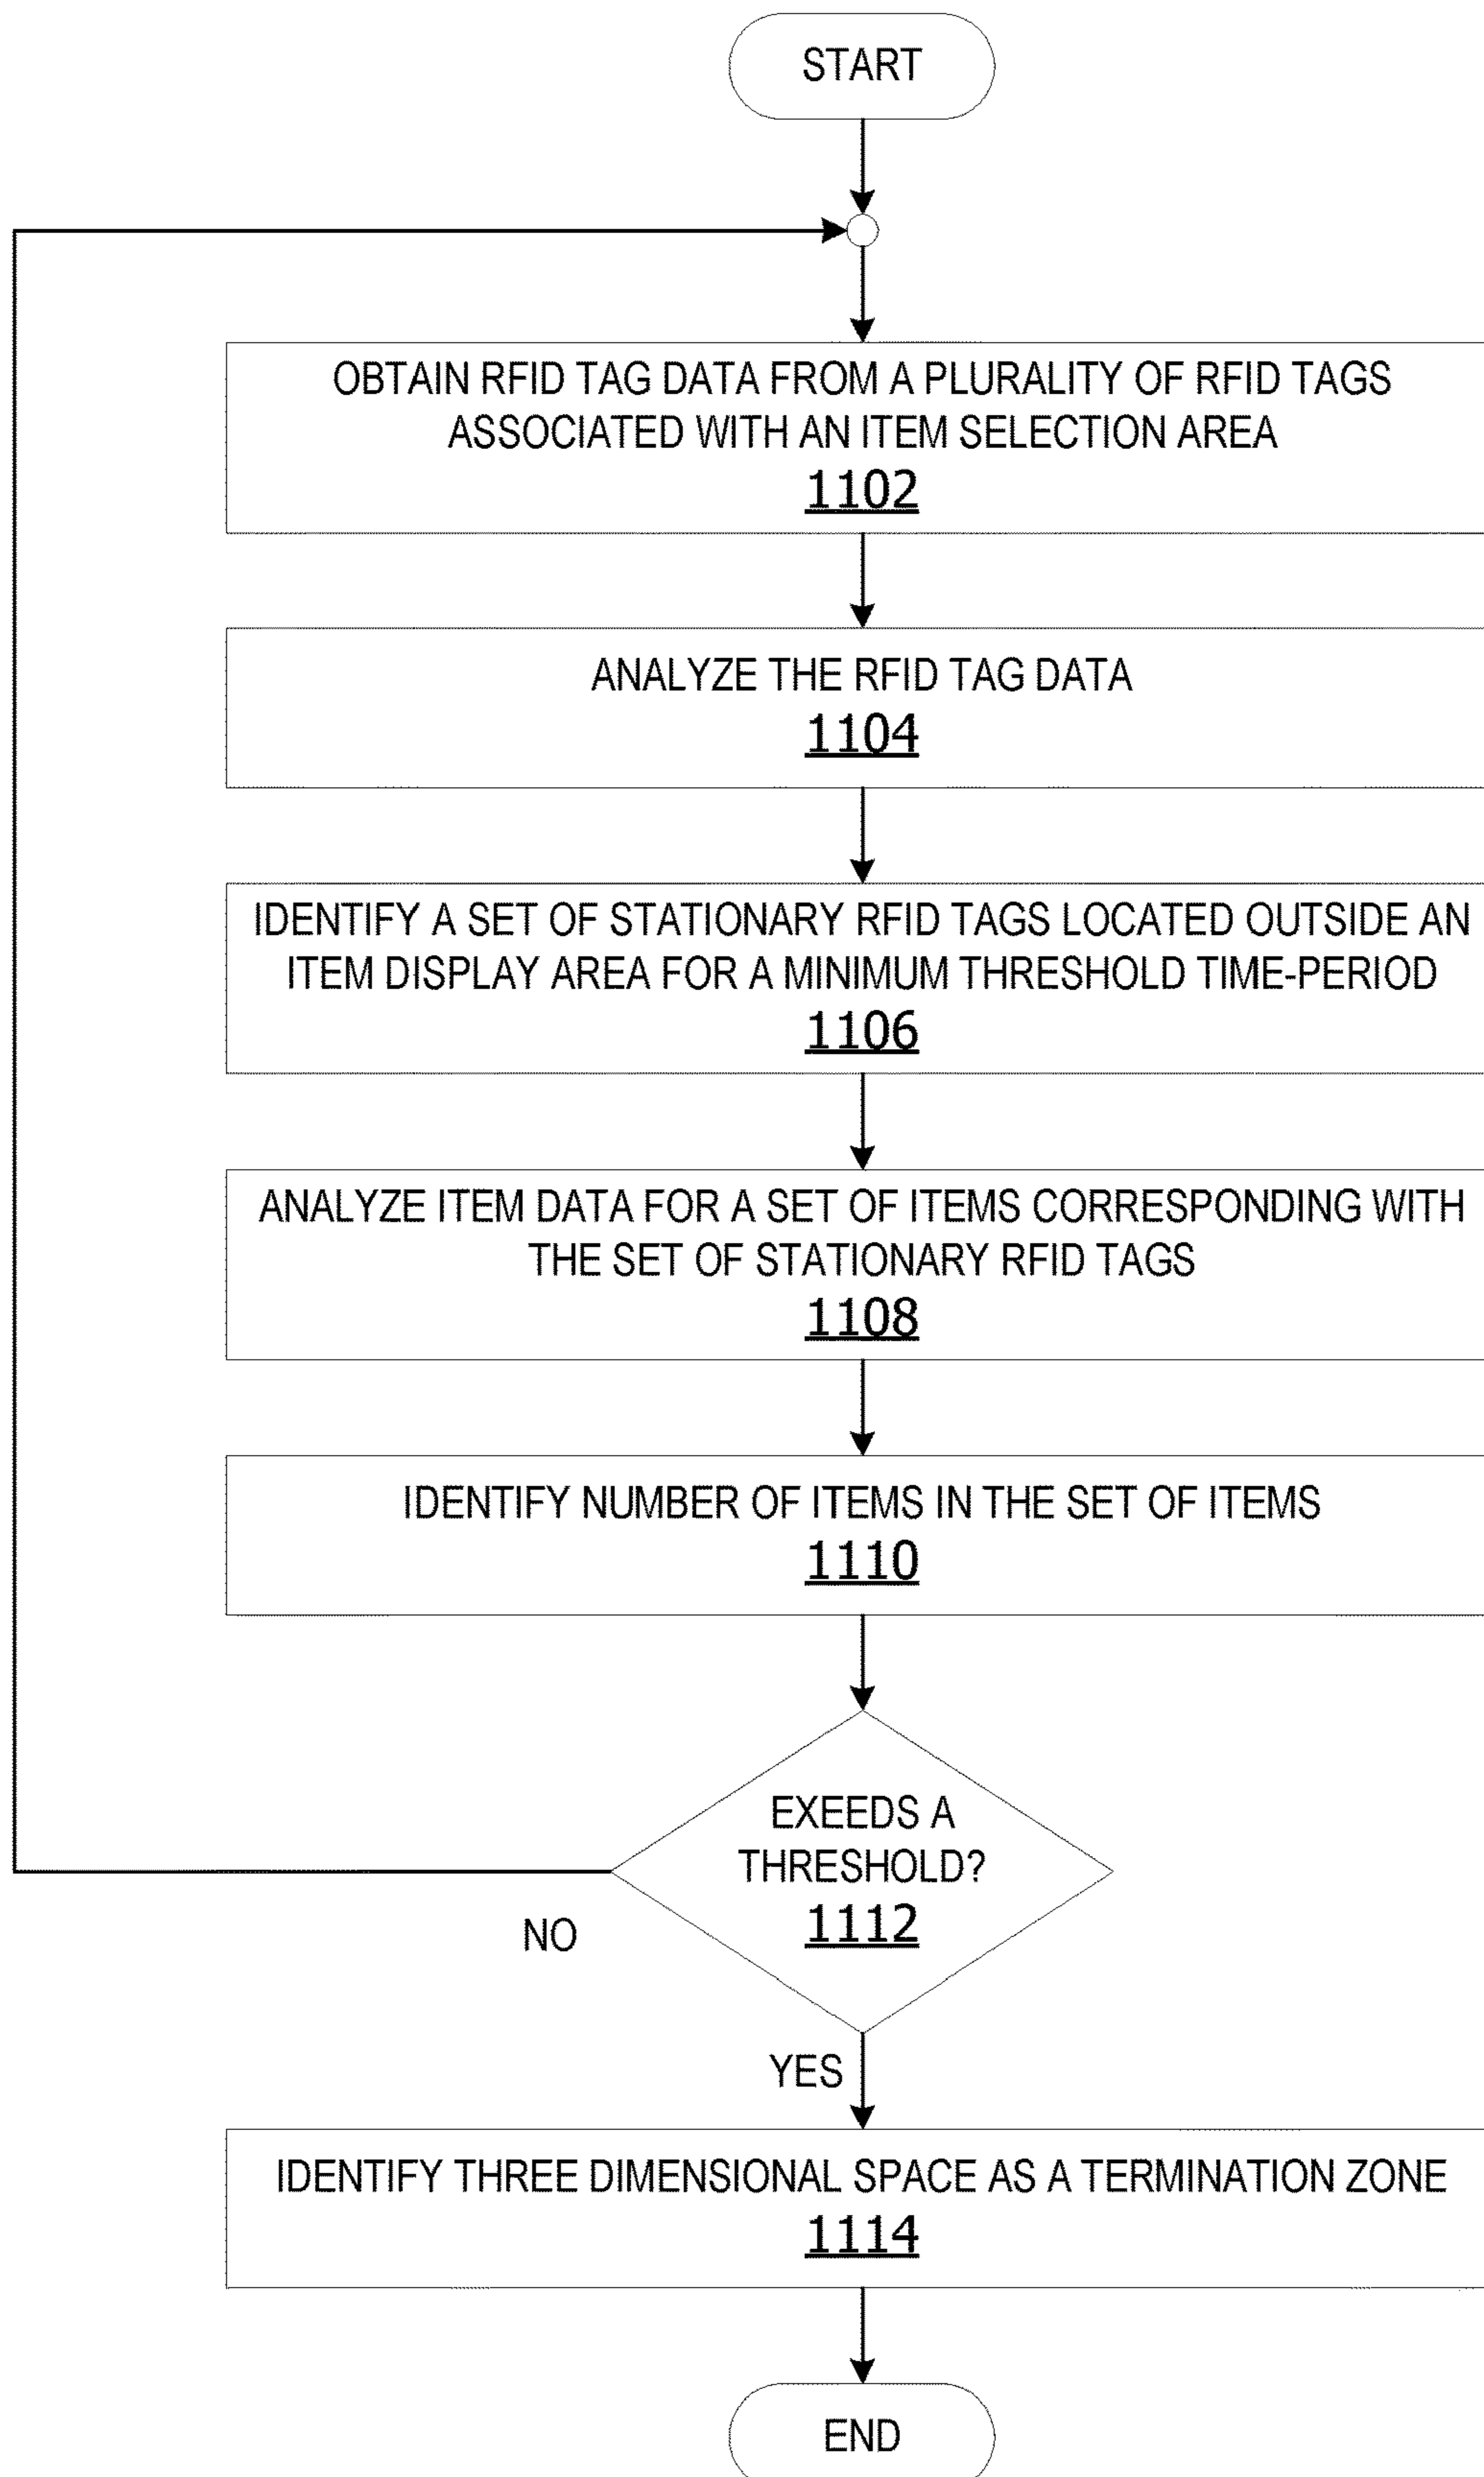 START
OBTAIN RFID TAG DATA FROM A PLURALITY OF RFID TAGS
ASSOCIATED WITH AN ITEM SELECTION AREA
1102
ANALYZE THE RFID TAG DATA
1104
IDENTIFY A SET OF STATIONARY RFID TAGS LOCATED OUTSIDE AN
ITEM DISPLAY AREA FOR A MINIMUM THRESHOLD TIME-PERIOD
1106
ANALYZE ITEM DATA FOR A SET OF ITEMS CORRESPONDING WITH
THE SET OF STATIONARY RFID TAGS
1108
IDENTIFY NUMBER OF ITEMS IN THE SET OF ITEMS
1110
EXEEDS A
THRESHOLD?
1112
NO
YES
IDENTIFY THREE DIMENSIONAL SPACE AS A TERMINATION ZONE
1114
END